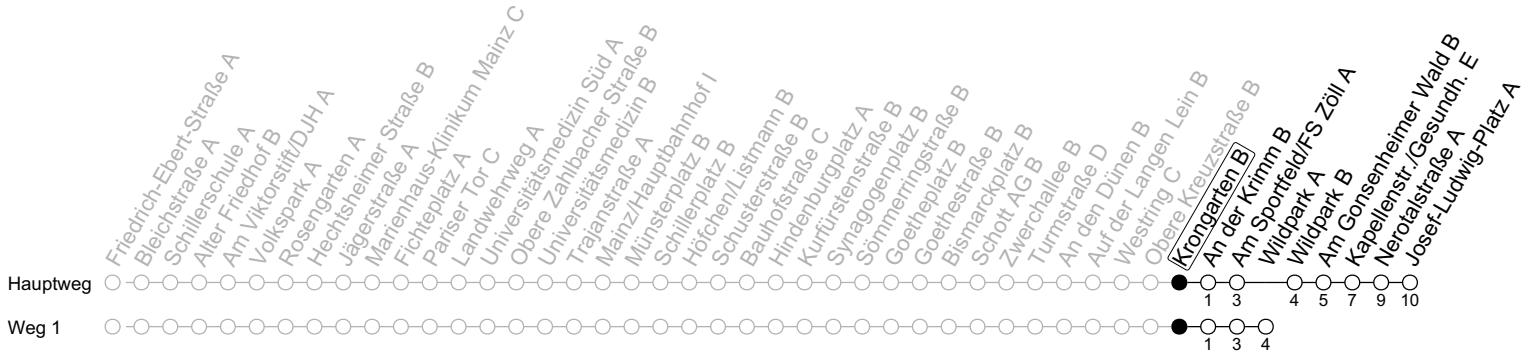 Friedrich-Ebert-Straße A
Bleichstraße A
Schillerschule A
Alter Friedhof B
Am Viktorstift/DJH A
Volkspark A
Rosengarten A
Hechtsheimer Straße B
Jägerstraße A
Marienhaus-Klinikum Mainz C
Fichteplatz A
Pariser Tor C
Landwehrweg A
Universitätsmedizin Süd A
Obere Zahlbacher Straße B
Universitätsmedizin B
Trajanstraße A
Mainz/Hauptbahnhof I
Münsterplatz B
Schillerplatz B
Höfchen/Listmann B
Schusterstraße B
Bauhofstraße C
Hindenburgplatz A
Kurfürstenstraße B
Synagogenplatz B
Sömmerringstraße B
Goetheplatz B
Goethestraße B
Bismarckplatz B
Schott AG B
Zwerchallee B
Turmstraße D
An den Dünen B
Auf der Langen Lein B
Westring C
Obere Kreuzstraße B
Krongarten B
An der Krimm B
Am Sportfeld/FS Zöll A
Wildpark A
Wildpark B
Am Gonsenheimer Wald B
Kapellenstr./Gesundh. E
Nerotalstraße A
Josef-Ludwig-Platz A
Hauptweg
1 3 4 5 7 9 10
Weg 1
1 3 4